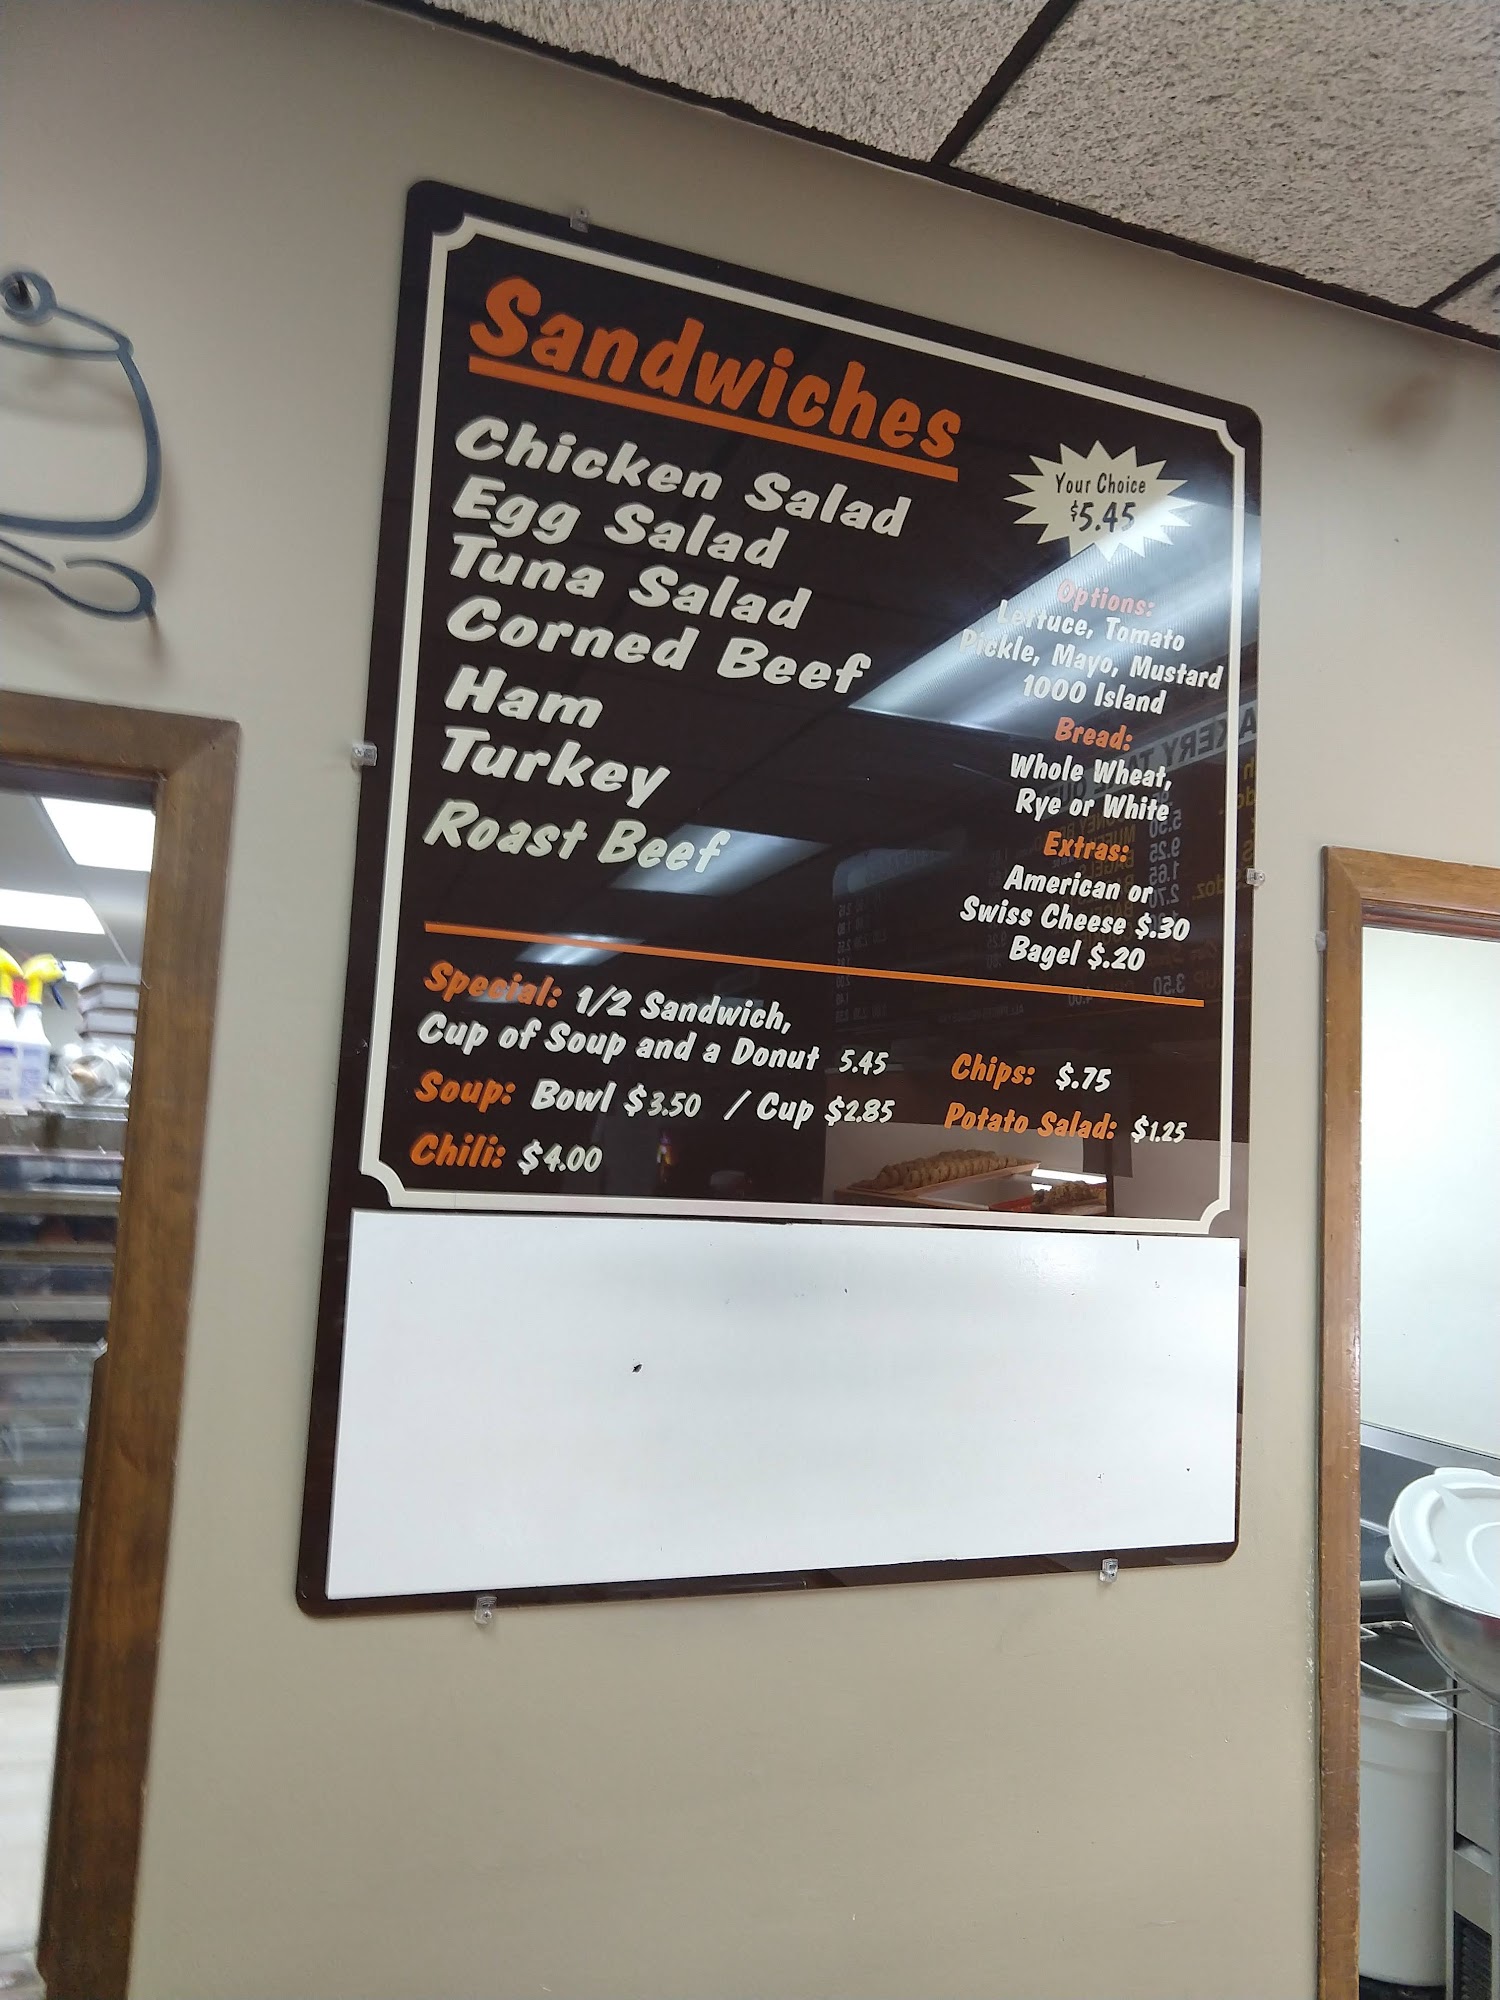 Sandwiches
Chicken Salad
Egg Salad
Tuna Salad
Corned Beef
Ham
Turkey
Roast Beef
Your Choice
$5.45
Options:
Lettuce, Tomato
Pickle, Mayo, Mustard
1000 Island
Bread:
Whole Wheat,
Rye or White
Extras:
American or
Swiss Cheese $.30
Bagel $.20
Special: 1/2 Sandwich,
Cup of Soup and a Donut 5.45
Soup: Bowl $3.50 / Cup $2.85
Chili: $4.00
Chips: $.75
Potato Salad: $1.25